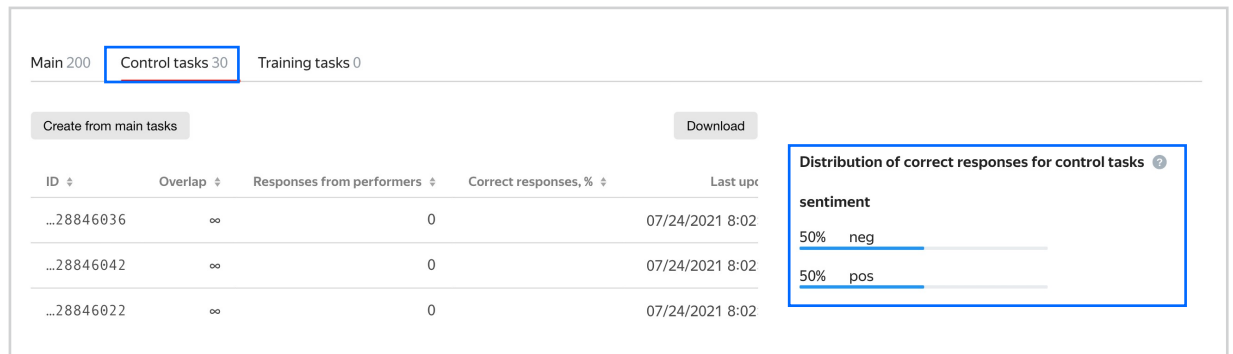 Main 200 Control tasks 30 Training tasks 0
Create from main tasks Download
Distribution of correct responses for control tasks ?
ID Overlap Responses from performers Correct responses, % Last upd
sentiment
...28846036 ∞ 0 07/24/2021 8:02
50% neg
...28846042 ∞ 0 07/24/2021 8:02
50% pos
...28846022 ∞ 0 07/24/2021 8:02